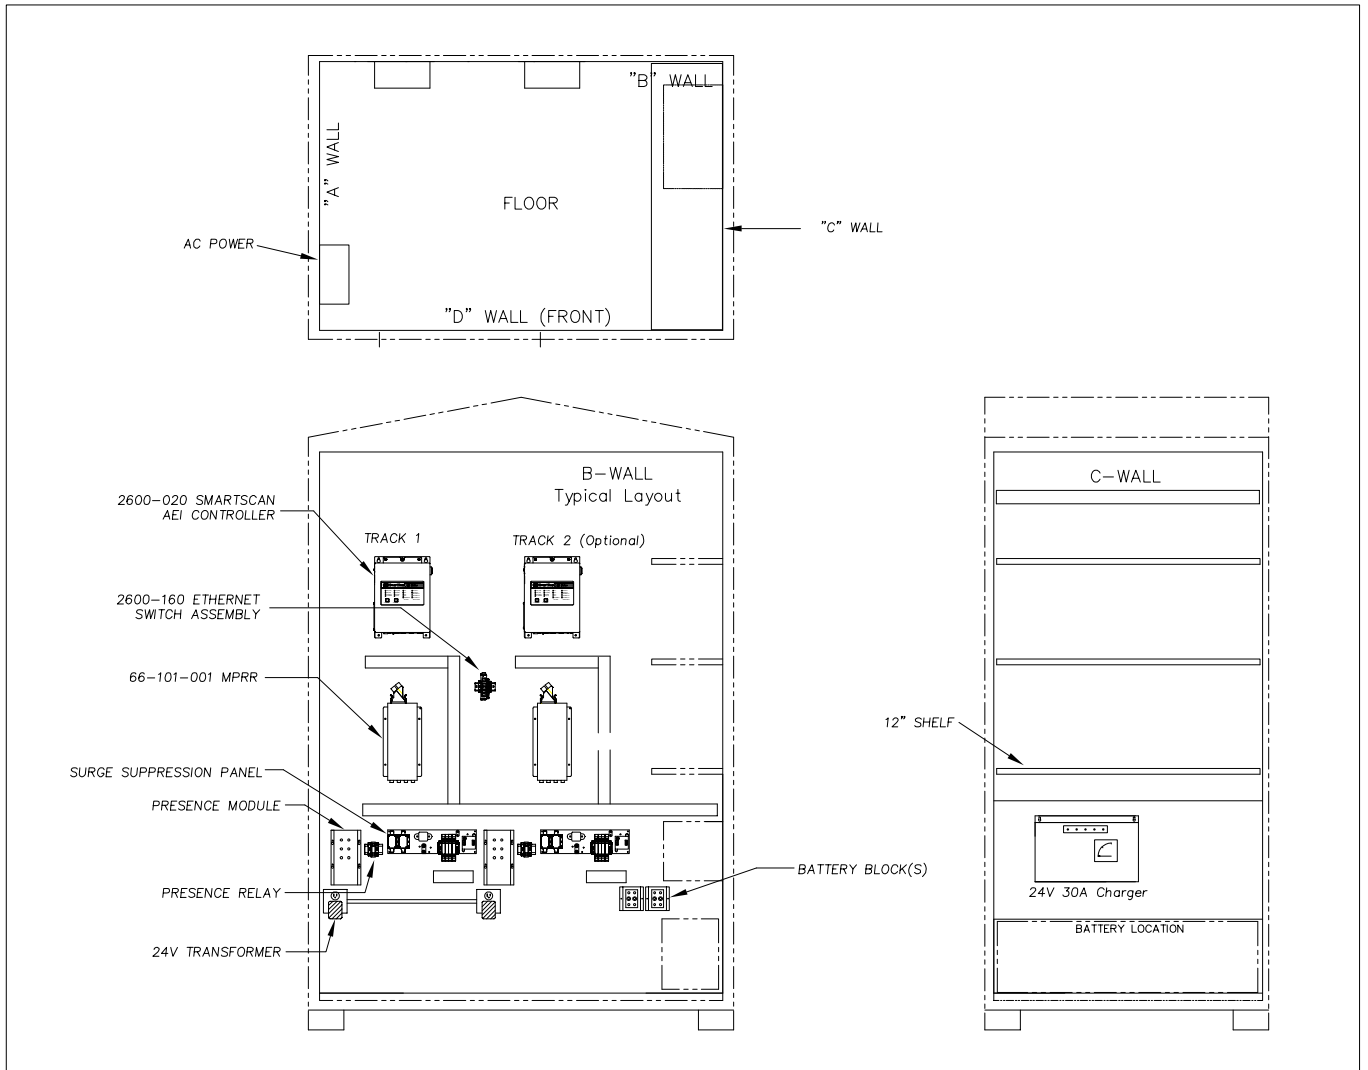 "B" WALL
"A" WALL
FLOOR
"C" WALL
AC POWER
"D" WALL (FRONT)
B-WALL
Typical Layout
C-WALL
2600-020 SMARTSCAN
AEI CONTROLLER
TRACK 1
TRACK 2 (Optional)
2600-160 ETHERNET
SWITCH ASSEMBLY
66-101-001 MPRR
12" SHELF
SURGE SUPPRESSION PANEL
PRESENCE MODULE
BATTERY BLOCK(S)
PRESENCE RELAY
24V 30A Charger
BATTERY LOCATION
24V TRANSFORMER